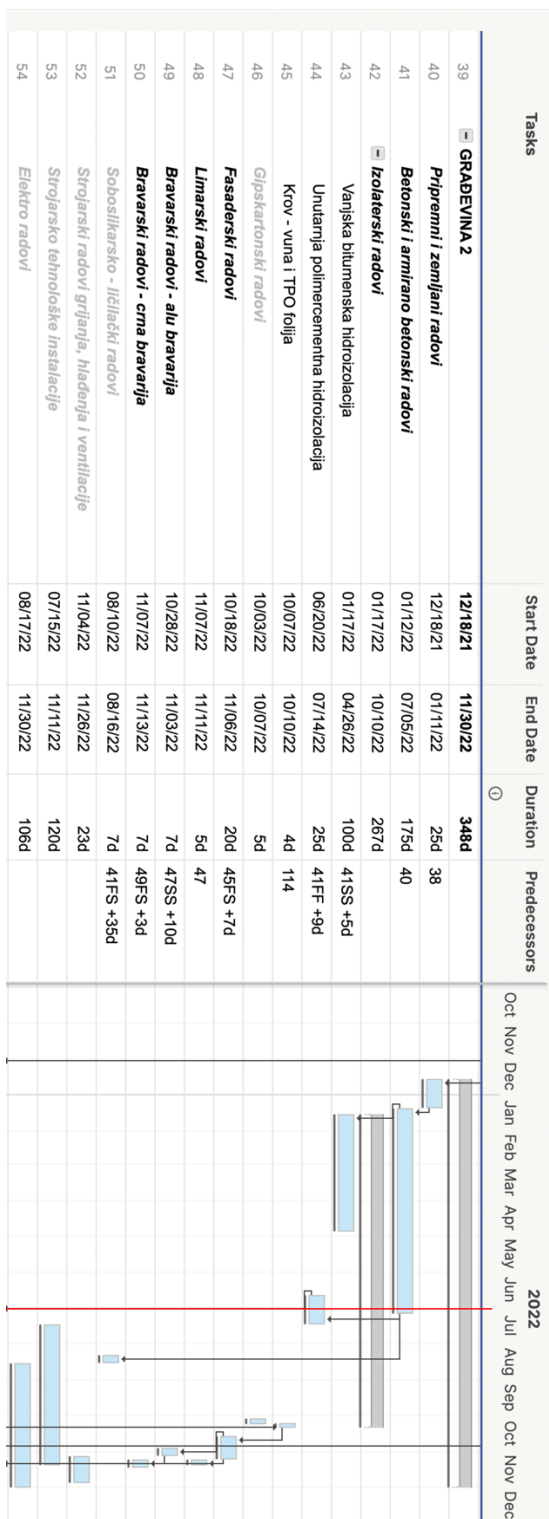 Tasks Start Date End Date Duration Predecessors
2022
Oct Nov Dec Jan Feb Mar Apr May Jun Jul Aug Sep Oct Nov Dec
39 GRAĐEVINA 2 12/18/21 11/30/22 348d
40 Pripremni i zemljani radovi 12/18/21 01/11/22 25d 38
41 Betonski i armirano betonski radovi 01/12/22 07/05/22 175d 40
42 Izolaterski radovi 01/17/22 10/10/22 267d
43 Vanjska bitumenska hidroizolacija 01/17/22 04/26/22 100d 41SS +5d
44 Unutarnja polimercementna hidroizolacija 06/20/22 07/14/22 25d 41FF +9d
45 Krov - vuna i TPO folija 10/07/22 10/10/22 4d 114
46 Gipskartonski radovi 10/03/22 10/07/22 5d
47 Fasaderski radovi 10/18/22 11/06/22 20d 45FS +7d
48 Limarski radovi 11/07/22 11/11/22 5d 47
49 Bravarski radovi - alu bravarija 10/28/22 11/03/22 7d 47SS +10d
50 Bravarski radovi - crna bravarija 11/07/22 11/13/22 7d 49FS +3d
51 Soboslikarsko - ličilački radovi 08/10/22 08/16/22 7d 41FS +35d
52 Strojarski radovi grijanja, hlađenja i ventilacije 11/04/22 11/26/22 23d
53 Strojarsko tehnološke instalacije 07/15/22 11/11/22 120d
54 Elektro radovi 08/17/22 11/30/22 106d